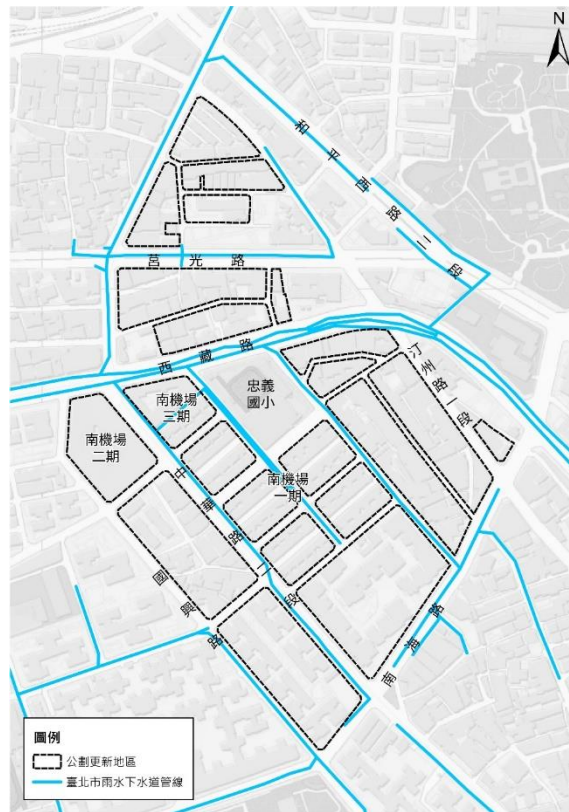 N
和平西路二段
莒光路
西藏路
汀州路一段
忠義
國小
南機場
三期
南機場
二期
南機場
一期
中華路二段
國興路
南海路
圖例
公劃更新地區
臺北市雨水下水道管線